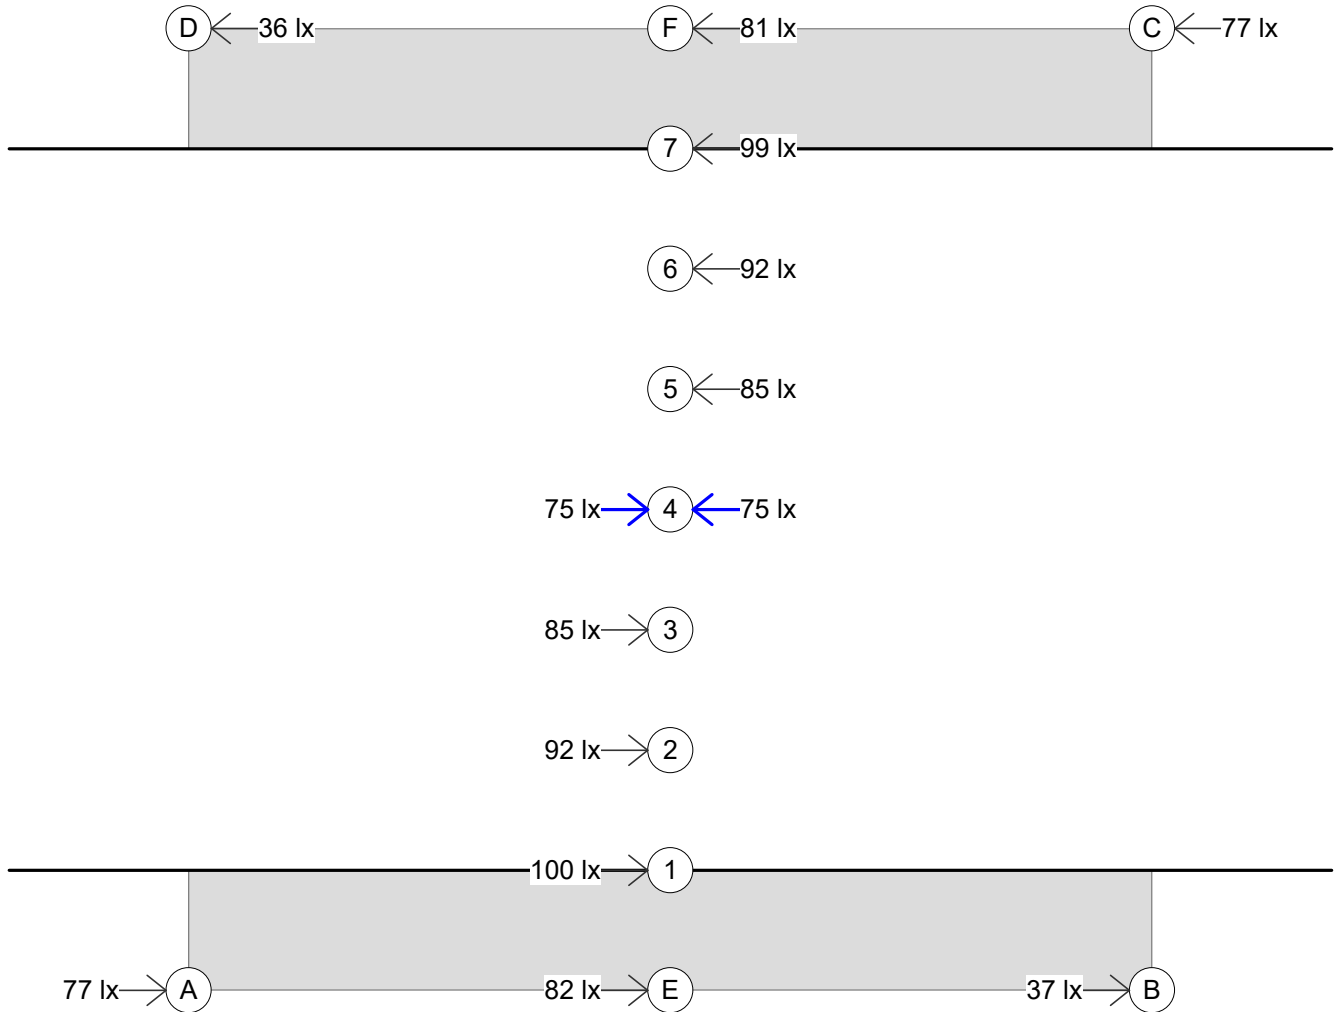 D 36 lx F 81 lx C 77 lx
7 99 lx
6 92 lx
5 85 lx
75 lx 4 75 lx
85 lx 3
92 lx 2
100 lx 1
77 lx A 82 lx E 37 lx B